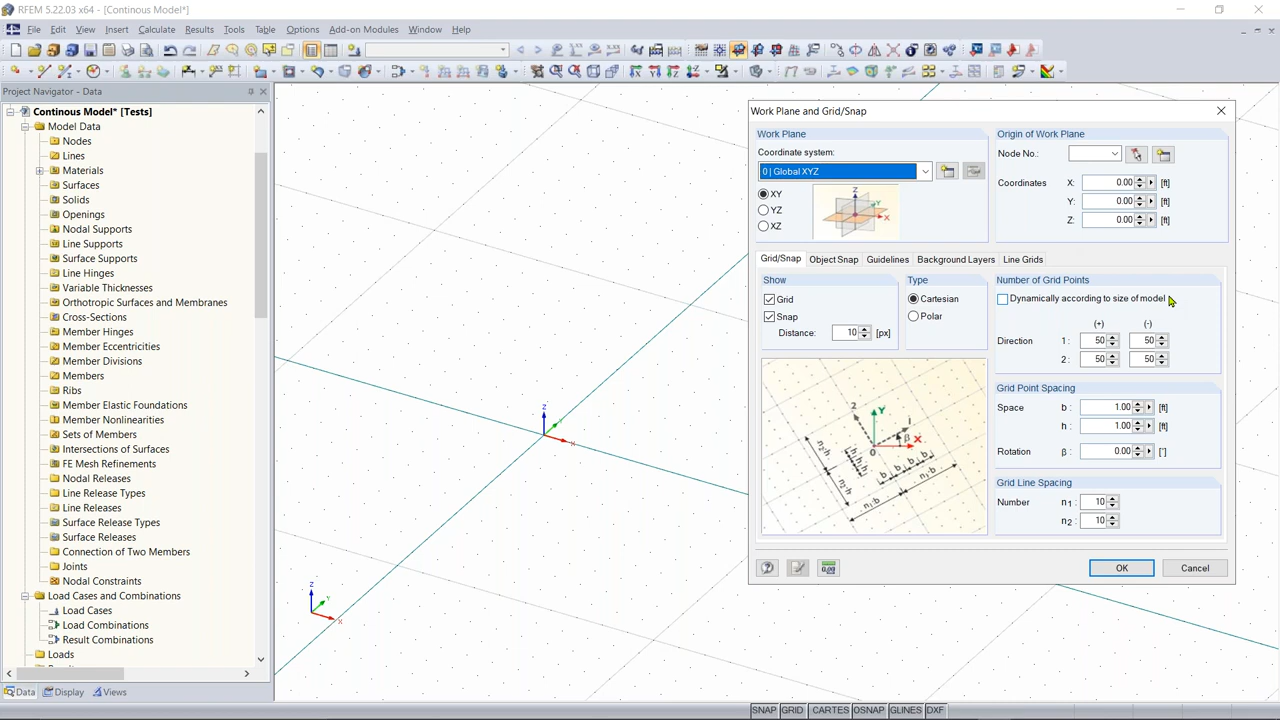 RFEM 5.22.03 x64 - [Continous Model*]
File Edit View Insert Calculate Results Tools Table Options Add-on Modules Window Help
Project Navigator - Data
Continous Model* [Tests]
Model Data
Nodes
Lines
Materials
Surfaces
Solids
Openings
Nodal Supports
Line Supports
Surface Supports
Line Hinges
Variable Thicknesses
Orthotropic Surfaces and Membranes
Cross-Sections
Member Hinges
Member Eccentricities
Member Divisions
Members
Ribs
Member Elastic Foundations
Member Nonlinearities
Sets of Members
Intersections of Surfaces
FE Mesh Refinements
Nodal Releases
Line Release Types
Line Releases
Surface Release Types
Surface Releases
Connection of Two Members
Joints
Nodal Constraints
Load Cases and Combinations
Load Cases
Load Combinations
Result Combinations
Loads
Data Display Views
Z
X
Z
Y
X
Work Plane and Grid/Snap
Work Plane
Coordinate system:
0 | Global XYZ
XY
YZ
XZ
Z
Y
X
Origin of Work Plane
Node No.:
Coordinates X: 0.00 [ft]
Y: 0.00 [ft]
Z: 0.00 [ft]
Grid/Snap Object Snap Guidelines Background Layers Line Grids
Show
Grid
Snap
Distance: 10 [px]
Type
Cartesian
Polar
Number of Grid Points
Dynamically according to size of model
(+) (-)
Direction 1: 50 50
2: 50 50
Grid Point Spacing
Space b: 1.00 [ft]
h: 1.00 [ft]
Rotation β: 0.00 [°]
Grid Line Spacing
Number n1: 10
n2: 10
2
Y
1
β
X
0
h h h
b b b
n2·h
n2·h
n1·b
n1·b
OK Cancel
SNAP GRID CARTES OSNAP GLINES DXF